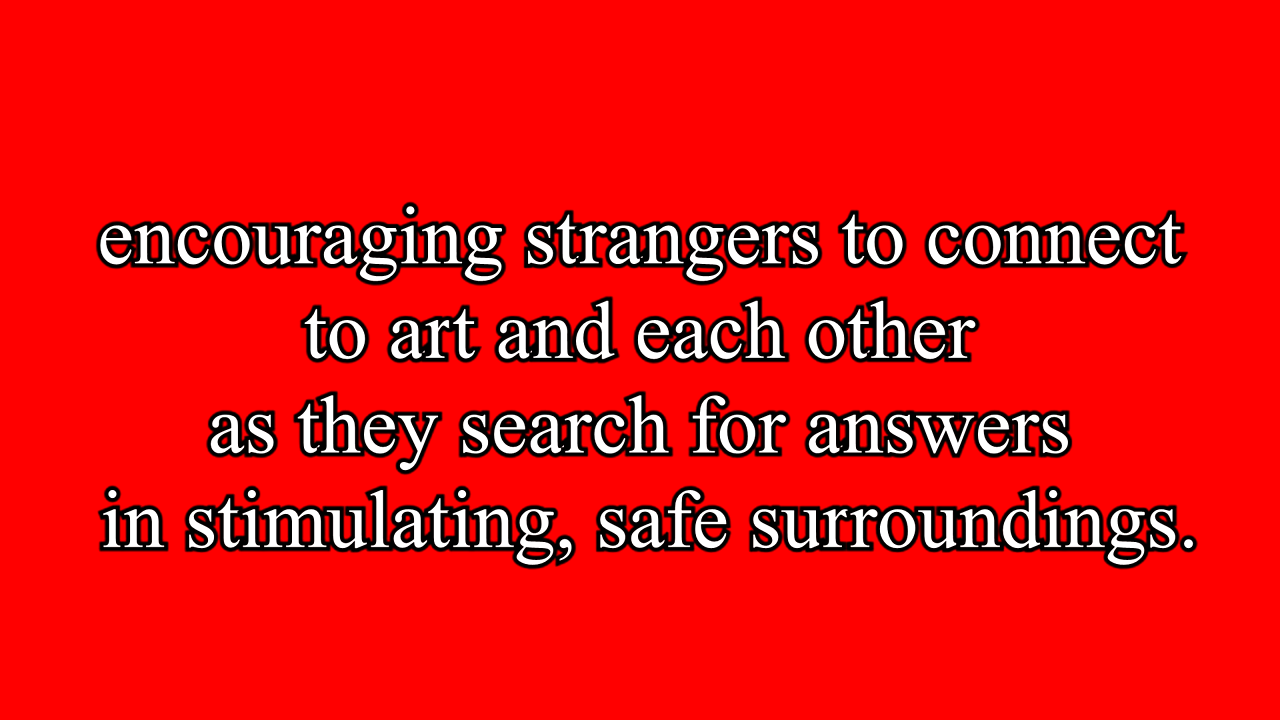 encouraging strangers to connect
to art and each other
as they search for answers
in stimulating, safe surroundings.